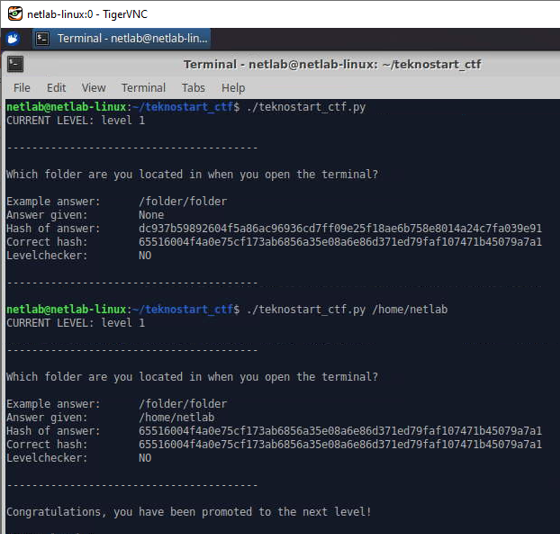 netlab-linux:0 - TigerVNC
Terminal - netlab@netlab-lin...
Terminal - netlab@netlab-linux: ~/teknostart_ctf
File Edit View Terminal Tabs Help
netlab@netlab-linux:~/teknostart_ctf$ ./teknostart_ctf.py
CURRENT LEVEL: level 1
---------------------------------------
Which folder are you located in when you open the terminal?
Example answer: /folder/folder
Answer given: None
Hash of answer: dc937b59892604f5a86ac96936cd7ff09e25f18ae6b758e8014a24c7fa039e91
Correct hash: 65516004f4a0e75cf173ab6856a35e08a6e86d371ed79faf107471b45079a7a1
Levelchecker: NO
---------------------------------------
netlab@netlab-linux:~/teknostart_ctf$ ./teknostart_ctf.py /home/netlab
CURRENT LEVEL: level 1
---------------------------------------
Which folder are you located in when you open the terminal?
Example answer: /folder/folder
Answer given: /home/netlab
Hash of answer: 65516004f4a0e75cf173ab6856a35e08a6e86d371ed79faf107471b45079a7a1
Correct hash: 65516004f4a0e75cf173ab6856a35e08a6e86d371ed79faf107471b45079a7a1
Levelchecker: NO
---------------------------------------
Congratulations, you have been promoted to the next level!